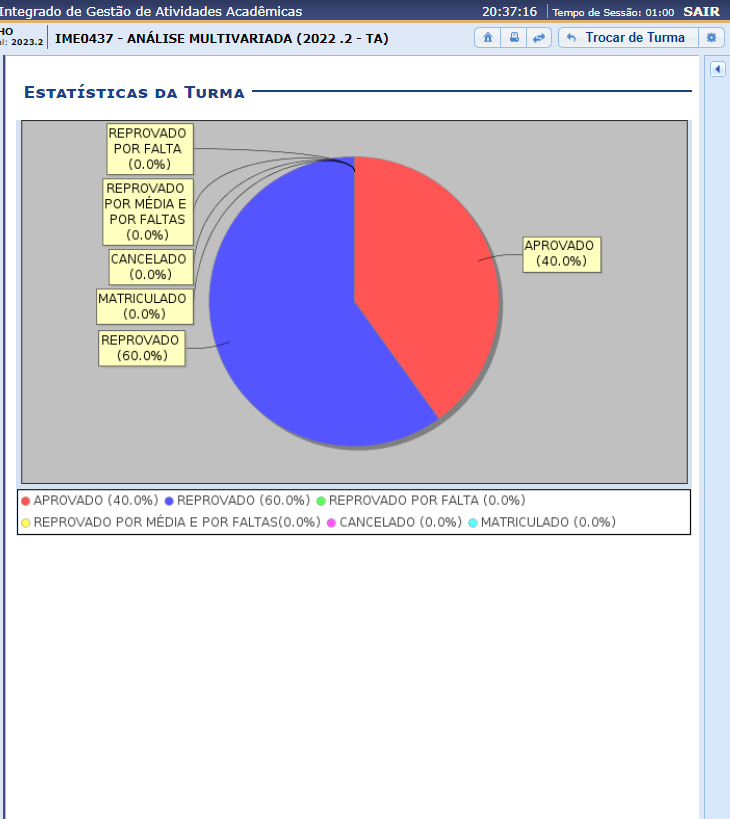 Integrado de Gestão de Atividades Acadêmicas 20:37:16 Tempo de Sessão: 01:00 SAIR
2023.2 IME0437 - ANÁLISE MULTIVARIADA (2022 .2 - TA) Trocar de Turma
Estatísticas da Turma
REPROVADO
POR FALTA
(0.0%)
REPROVADO
POR MÉDIA E
POR FALTAS
(0.0%)
CANCELADO
(0.0%)
MATRICULADO
(0.0%)
REPROVADO
(60.0%)
APROVADO
(40.0%)
APROVADO (40.0%) REPROVADO (60.0%) REPROVADO POR FALTA (0.0%)
REPROVADO POR MÉDIA E POR FALTAS(0.0%) CANCELADO (0.0%) MATRICULADO (0.0%)